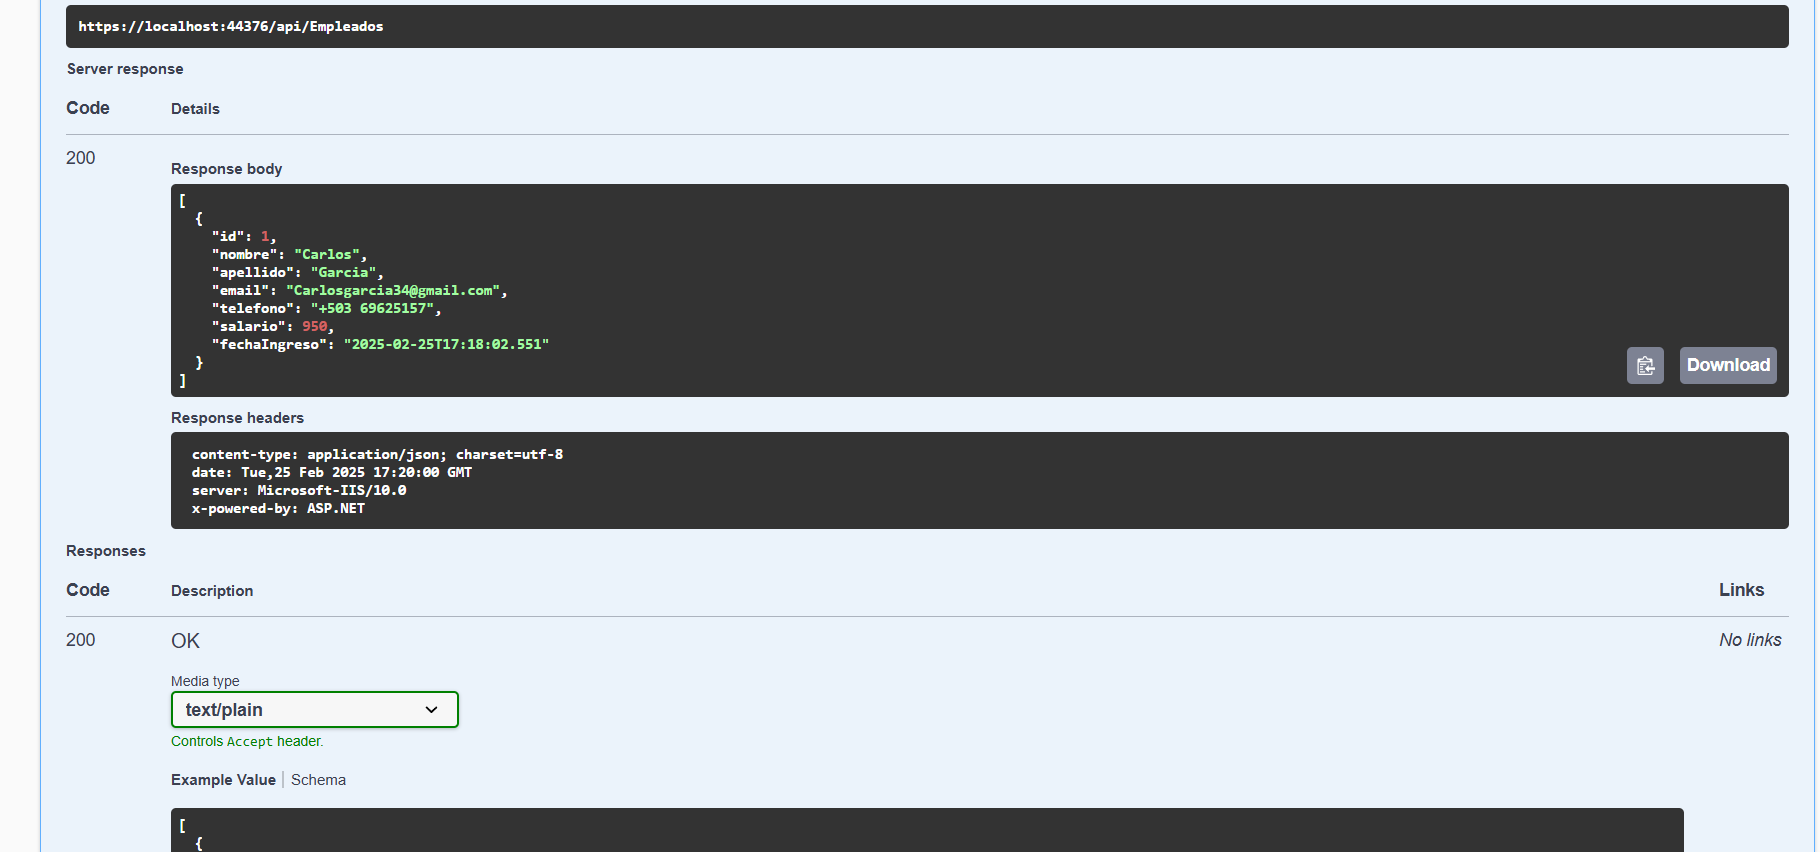 https://localhost:44376/api/Empleados
Server response
Code Details
200
Response body
[
  {
    "id": 1,
    "nombre": "Carlos",
    "apellido": "Garcia",
    "email": "Carlosgarcia34@gmail.com",
    "telefono": "+503 69625157",
    "salario": 950,
    "fechaIngreso": "2025-02-25T17:18:02.551"
  }
]
Download
Response headers
content-type: application/json; charset=utf-8
date: Tue,25 Feb 2025 17:20:00 GMT
server: Microsoft-IIS/10.0
x-powered-by: ASP.NET
Responses
Code Description Links
200 OK No links
Media type
text/plain
Controls Accept header.
Example Value | Schema
[
  {